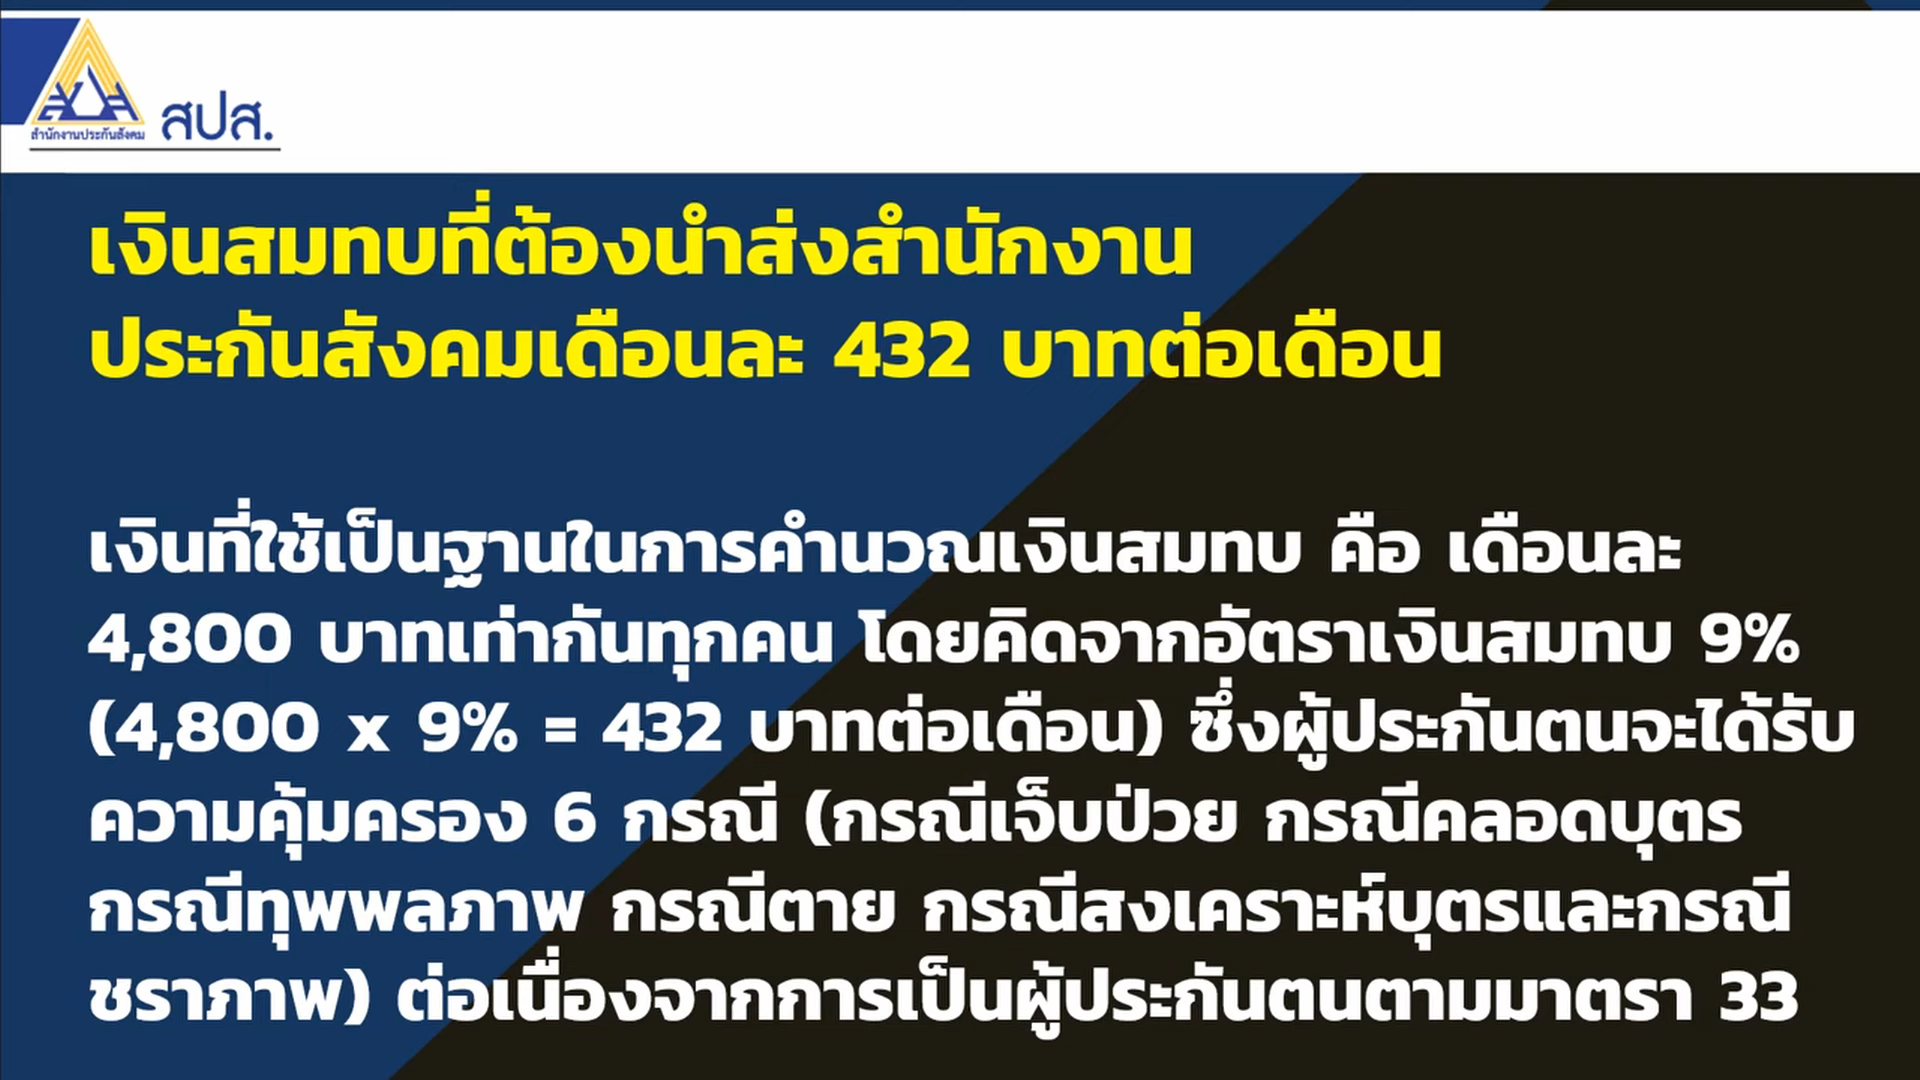 สำนักงานประกันสังคม
สปส.
เงินสมทบที่ต้องนำส่งสำนักงาน
ประกันสังคมเดือนละ 432 บาทต่อเดือน
เงินที่ใช้เป็นฐานในการคำนวณเงินสมทบ คือ เดือนละ
4,800 บาทเท่ากันทุกคน โดยคิดจากอัตราเงินสมทบ 9%
(4,800 x 9% = 432 บาทต่อเดือน) ซึ่งผู้ประกันตนจะได้รับ
ความคุ้มครอง 6 กรณี (กรณีเจ็บป่วย กรณีคลอดบุตร
กรณีทุพพลภาพ กรณีตาย กรณีสงเคราะห์บุตรและกรณี
ชราภาพ) ต่อเนื่องจากการเป็นผู้ประกันตนตามมาตรา 33